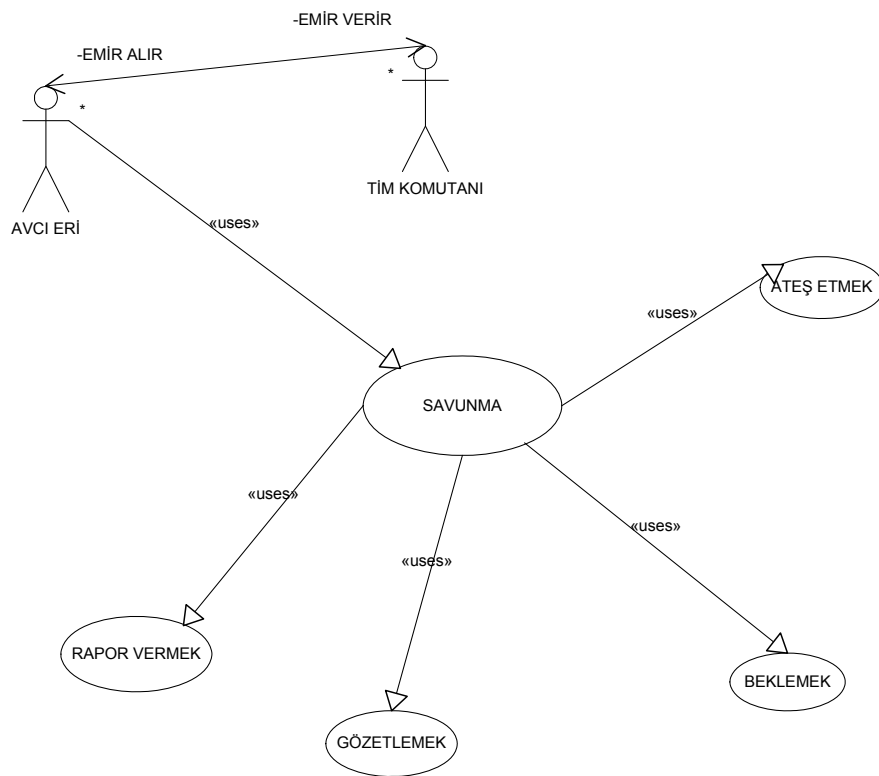 -EMİR VERİR
-EMİR ALIR
*
*
TİM KOMUTANI
AVCI ERİ
«uses»
ATEŞ ETMEK
«uses»
SAVUNMA
«uses»
«uses»
«uses»
RAPOR VERMEK
BEKLEMEK
GÖZETLEMEK